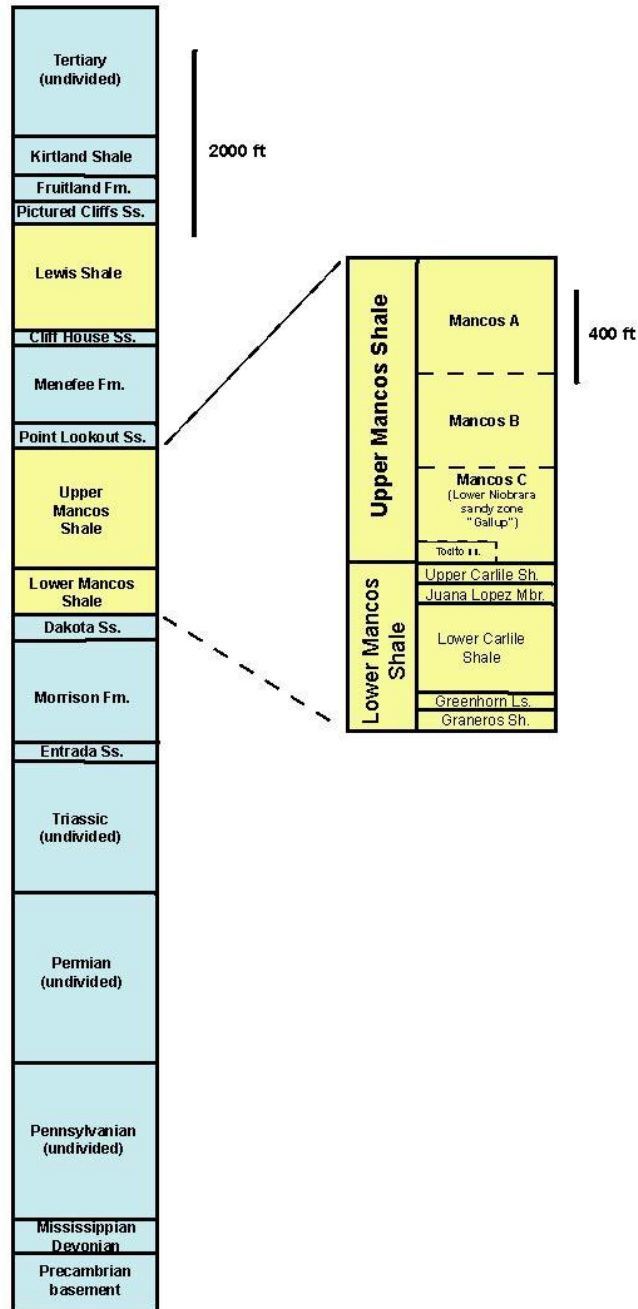 Tertiary
(undivided)
2000 ft
Kirtland Shale
Fruitland Fm.
Pictured Cliffs Ss.
Lewis Shale
Cliff House Ss.
Menefee Fm.
Point Lookout Ss.
Upper
Mancos
Shale
Lower Mancos
Shale
Dakota Ss.
Morrison Fm.
Entrada Ss.
Triassic
(undivided)
Permian
(undivided)
Pennsylvanian
(undivided)
Mississippian
Devonian
Precambrian
basement
Upper Mancos Shale
Mancos A
400 ft
Mancos B
Mancos C
(Lower Niobrara
sandy zone
"Gallup")
Lower Mancos
Shale
Upper Carlile Sh.
Juana Lopez Mbr.
Lower Carlile
Shale
Greenhorn Ls.
Graneros Sh.